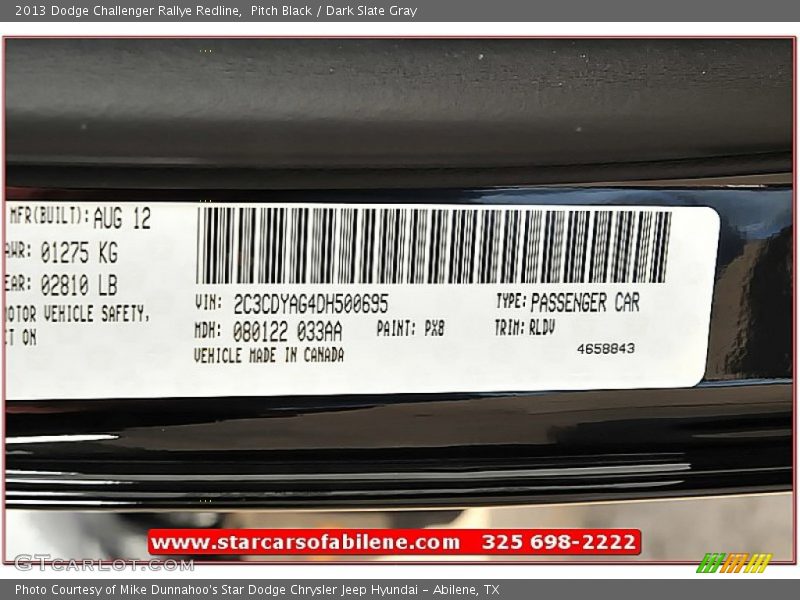 2013 Dodge Challenger Rallye Redline, Pitch Black / Dark Slate Gray
MFR(BUILT): AUG 12
AWR: 01275 KG
EAR: 02810 LB
MOTOR VEHICLE SAFETY,
CT ON
VIN: 2C3CDYAG4DH500695
TYPE: PASSENGER CAR
MDH: 080122 033AA
PAINT: PX8
TRIM: RLDV
VEHICLE MADE IN CANADA
4658843
www.starcarsofabilene.com 325 698-2222
GTcarlot.com
Photo Courtesy of Mike Dunnahoo's Star Dodge Chrysler Jeep Hyundai - Abilene, TX